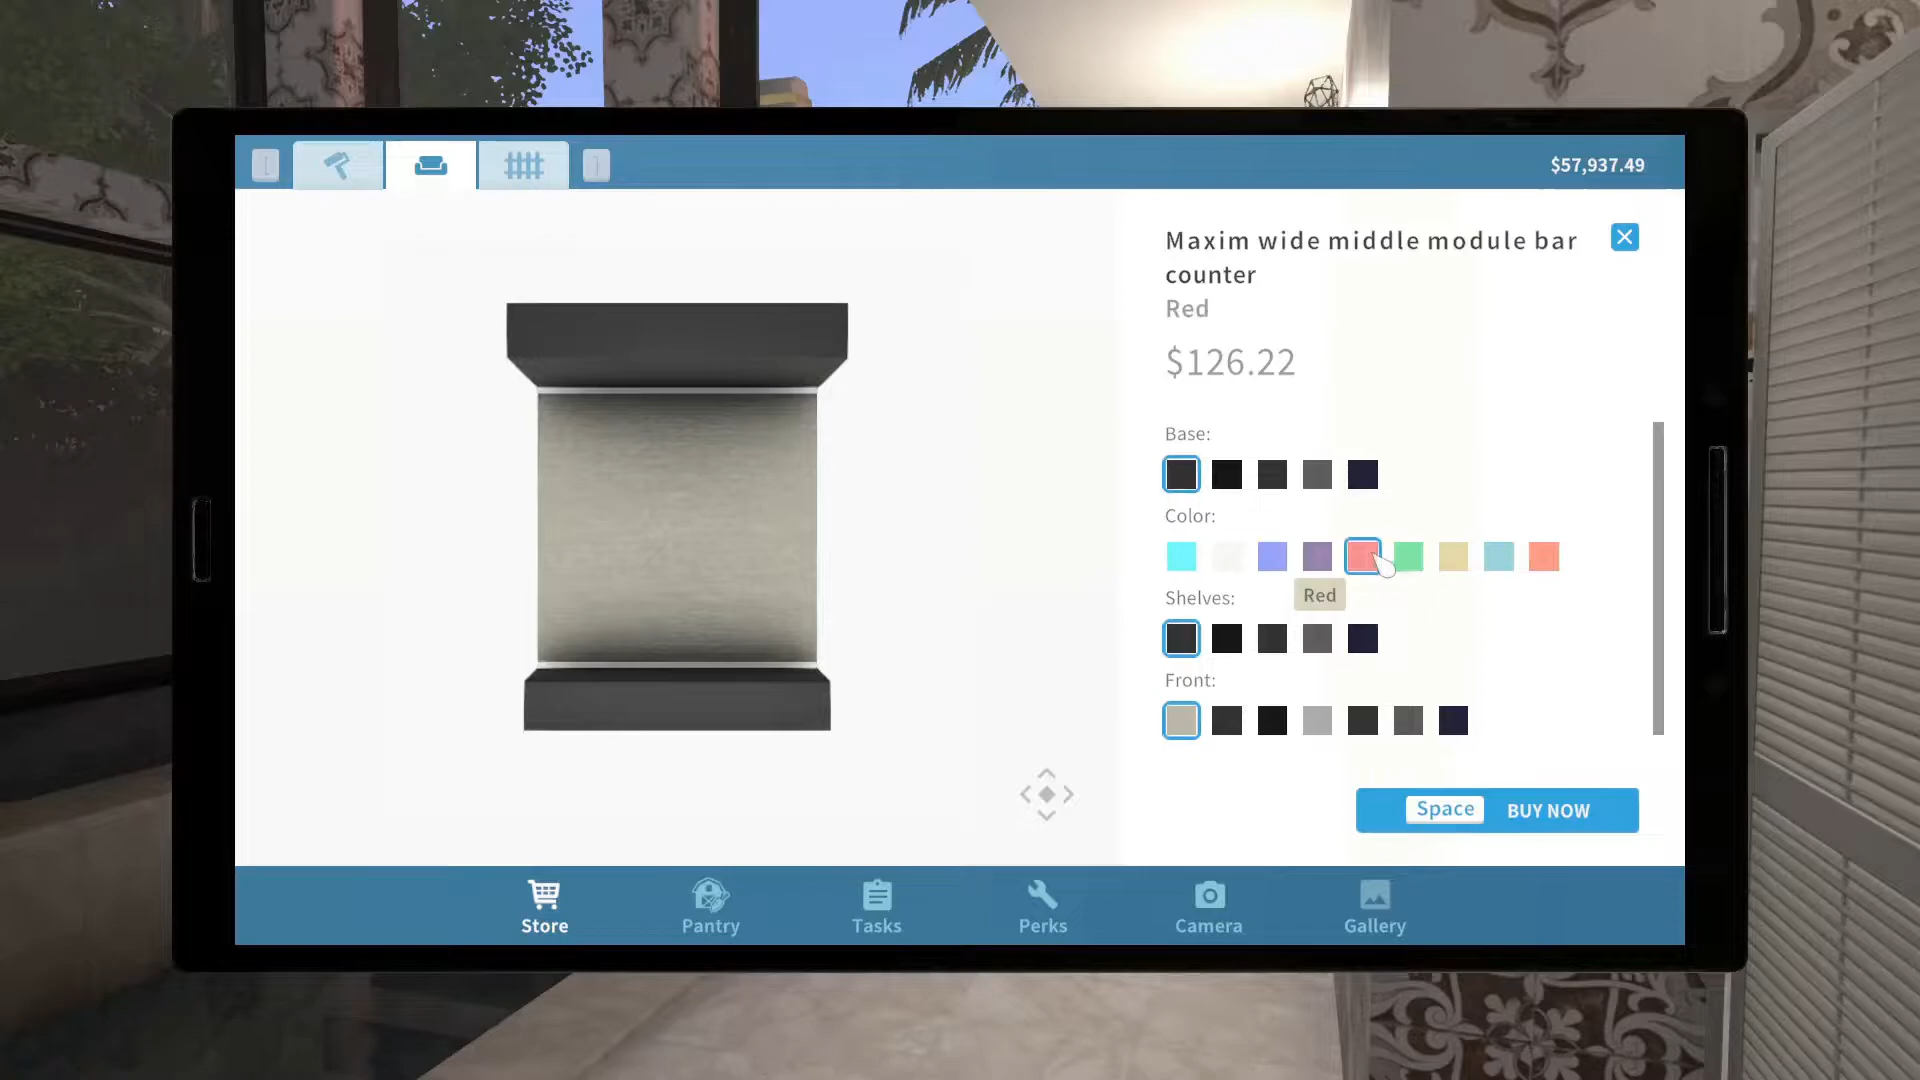 $57,937.49
Maxim wide middle module bar
counter
Red
$126.22
Base:
Color:
Red
Shelves:
Front:
Space BUY NOW
Store Pantry Tasks Perks Camera Gallery